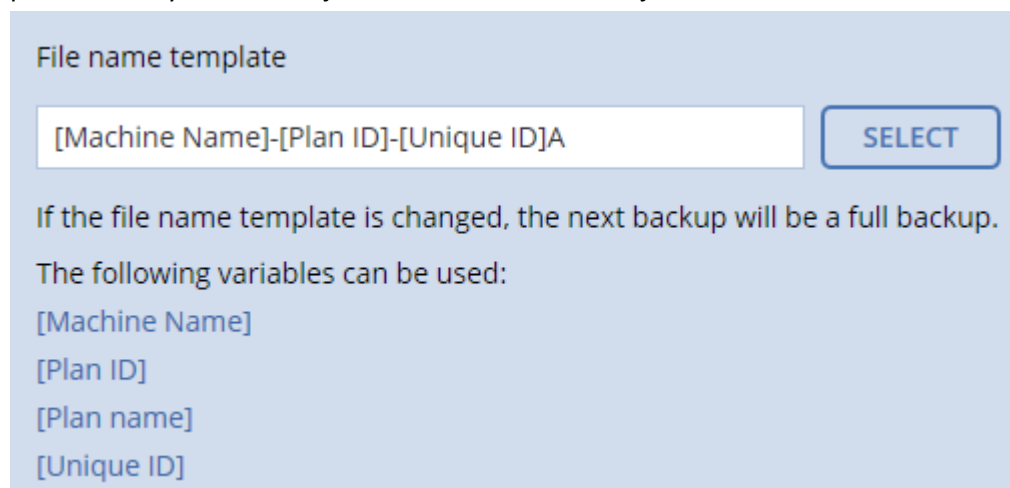 File name template
[Machine Name]-[Plan ID]-[Unique ID]A
SELECT
If the file name template is changed, the next backup will be a full backup.
The following variables can be used:
[Machine Name]
[Plan ID]
[Plan name]
[Unique ID]